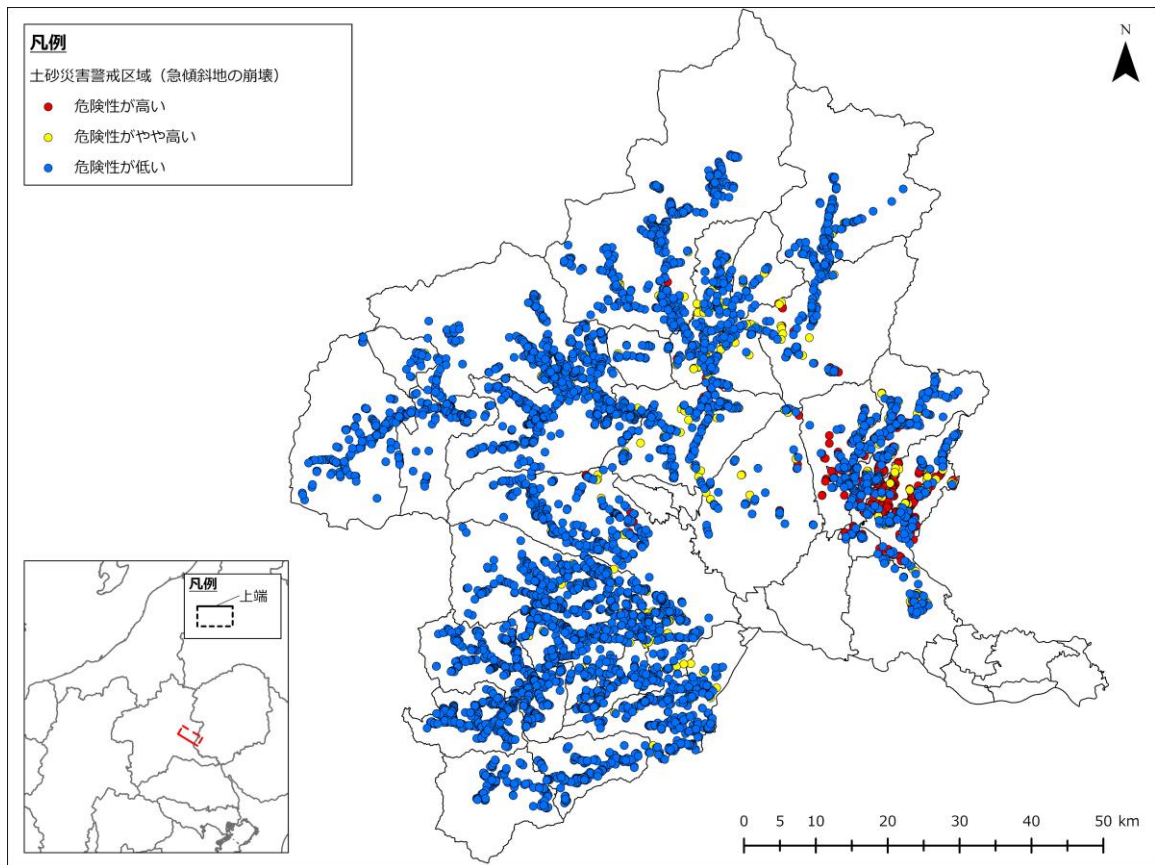 凡例
土砂災害警戒区域（急傾斜地の崩壊）
危険性が高い
危険性がやや高い
危険性が低い
N
凡例
上端
0 5 10 20 30 40 50 km